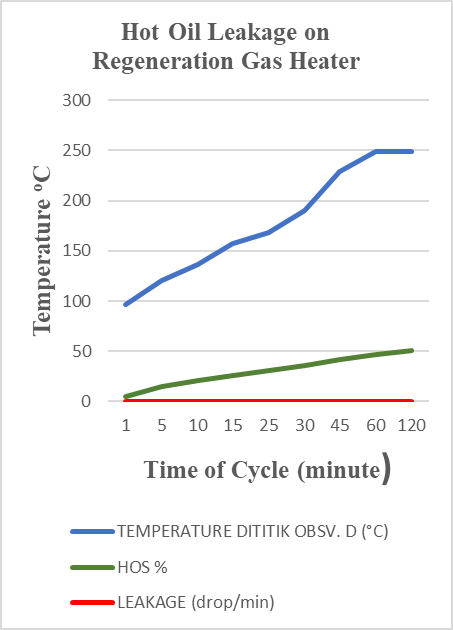 Hot Oil Leakage on
Regeneration Gas Heater
Temperature ºC
300
250
200
150
100
50
0
1 5 10 15 25 30 45 60 120
Time of Cycle (minute)
TEMPERATURE DITITIK OBSV. D (°C)
HOS %
LEAKAGE (drop/min)